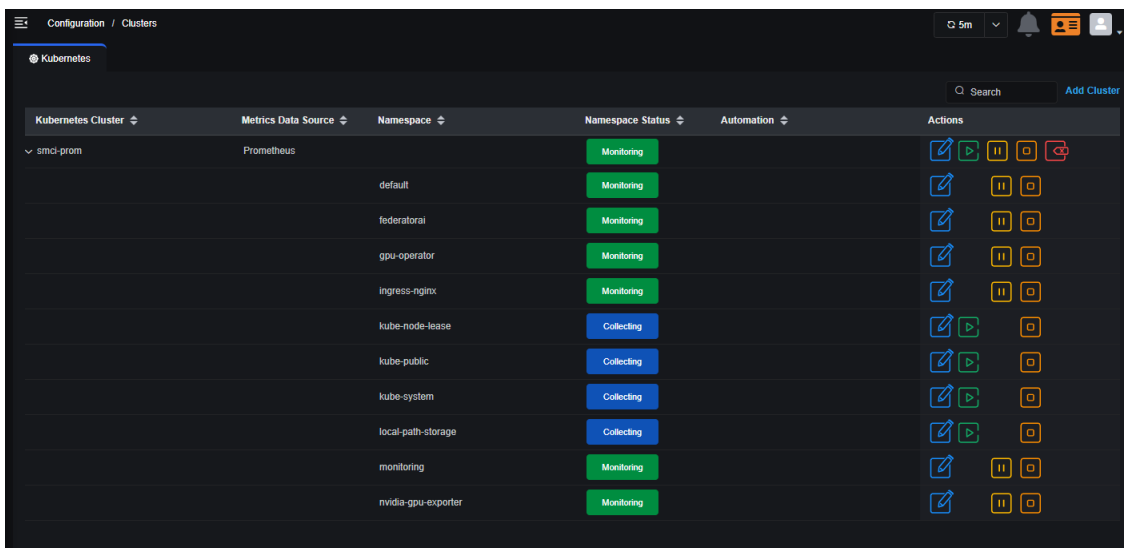 Configuration / Clusters 5m
Kubernetes
Search Add Cluster
Kubernetes Cluster Metrics Data Source Namespace Namespace Status Automation Actions
smci-prom Prometheus Monitoring
default Monitoring
federatorai Monitoring
gpu-operator Monitoring
ingress-nginx Monitoring
kube-node-lease Collecting
kube-public Collecting
kube-system Collecting
local-path-storage Collecting
monitoring Monitoring
nvidia-gpu-exporter Monitoring